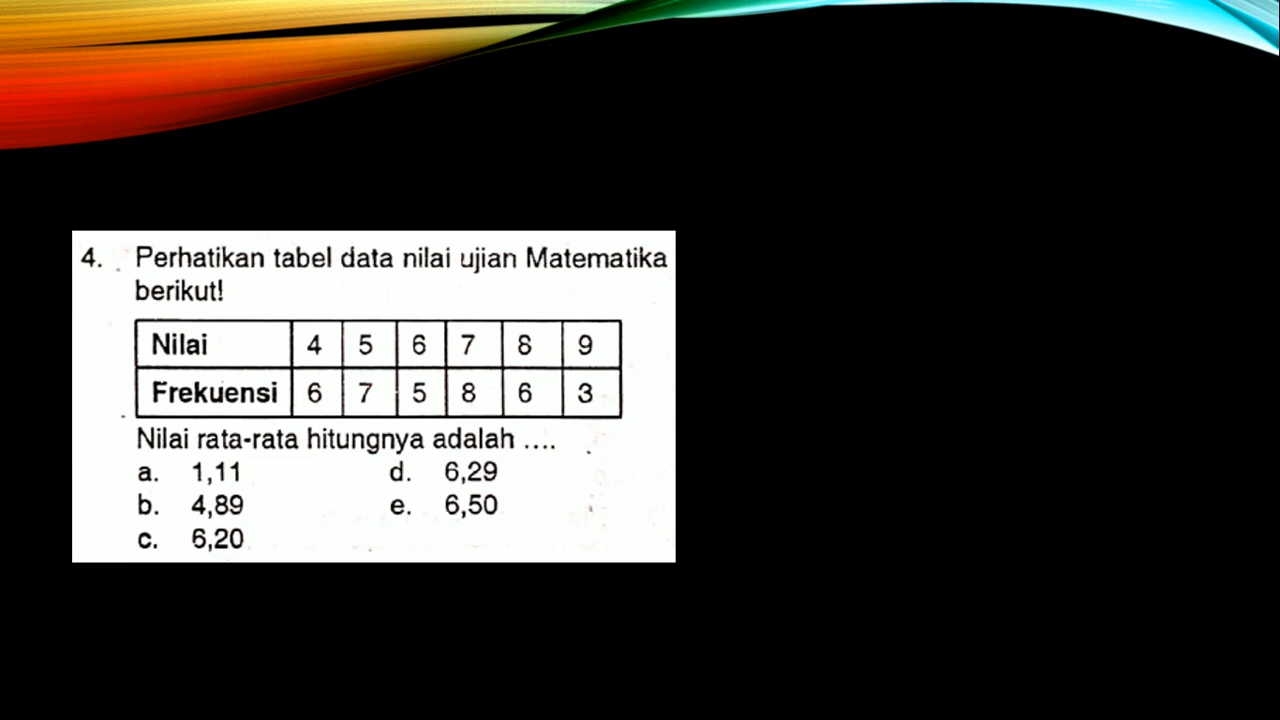 4. Perhatikan tabel data nilai ujian Matematika
berikut!
Nilai 4 5 6 7 8 9
Frekuensi 6 7 5 8 6 3
Nilai rata-rata hitungnya adalah ....
a. 1,11 d. 6,29
b. 4,89 e. 6,50
c. 6,20